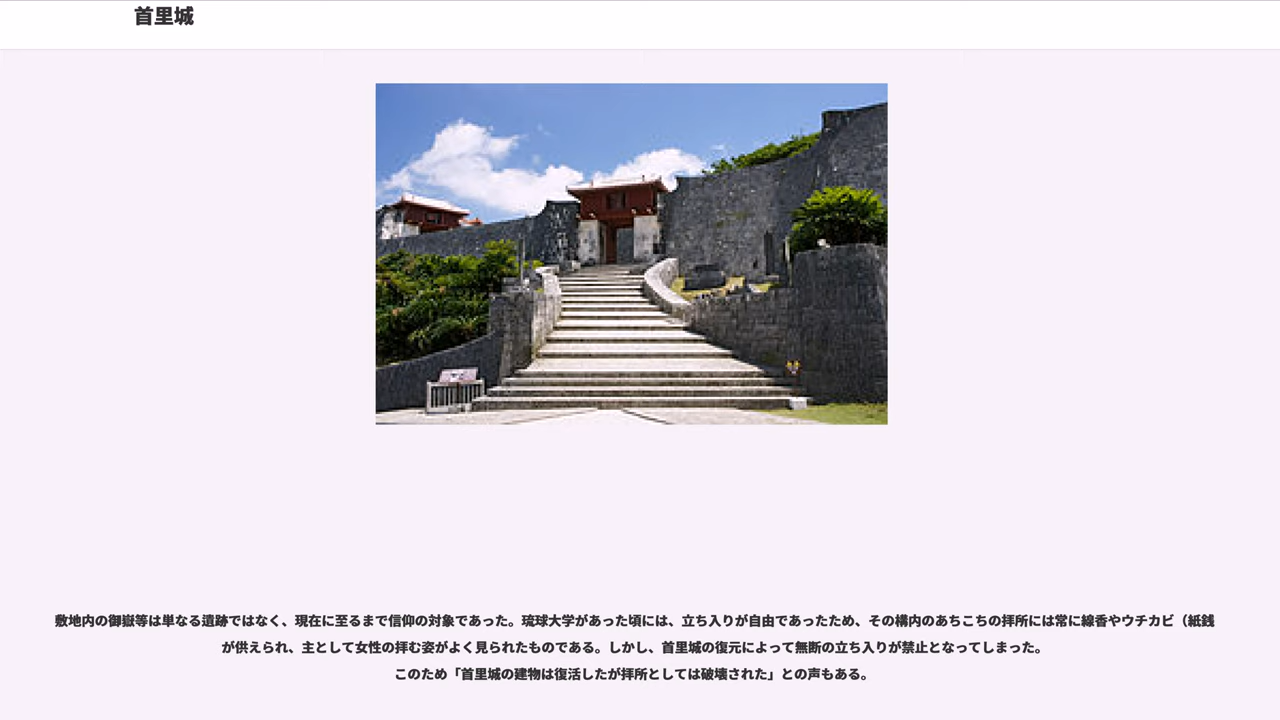 首里城
敷地内の御嶽等は単なる遺跡ではなく、現在に至るまで信仰の対象であった。琉球大学があった頃には、立ち入りが自由であったため、その構内のあちこちの拝所には常に線香やウチカビ（紙銭
が供えられ、主として女性の拝む姿がよく見られたものである。しかし、首里城の復元によって無断の立ち入りが禁止となってしまった。
このため「首里城の建物は復活したが拝所としては破壊された」との声もある。